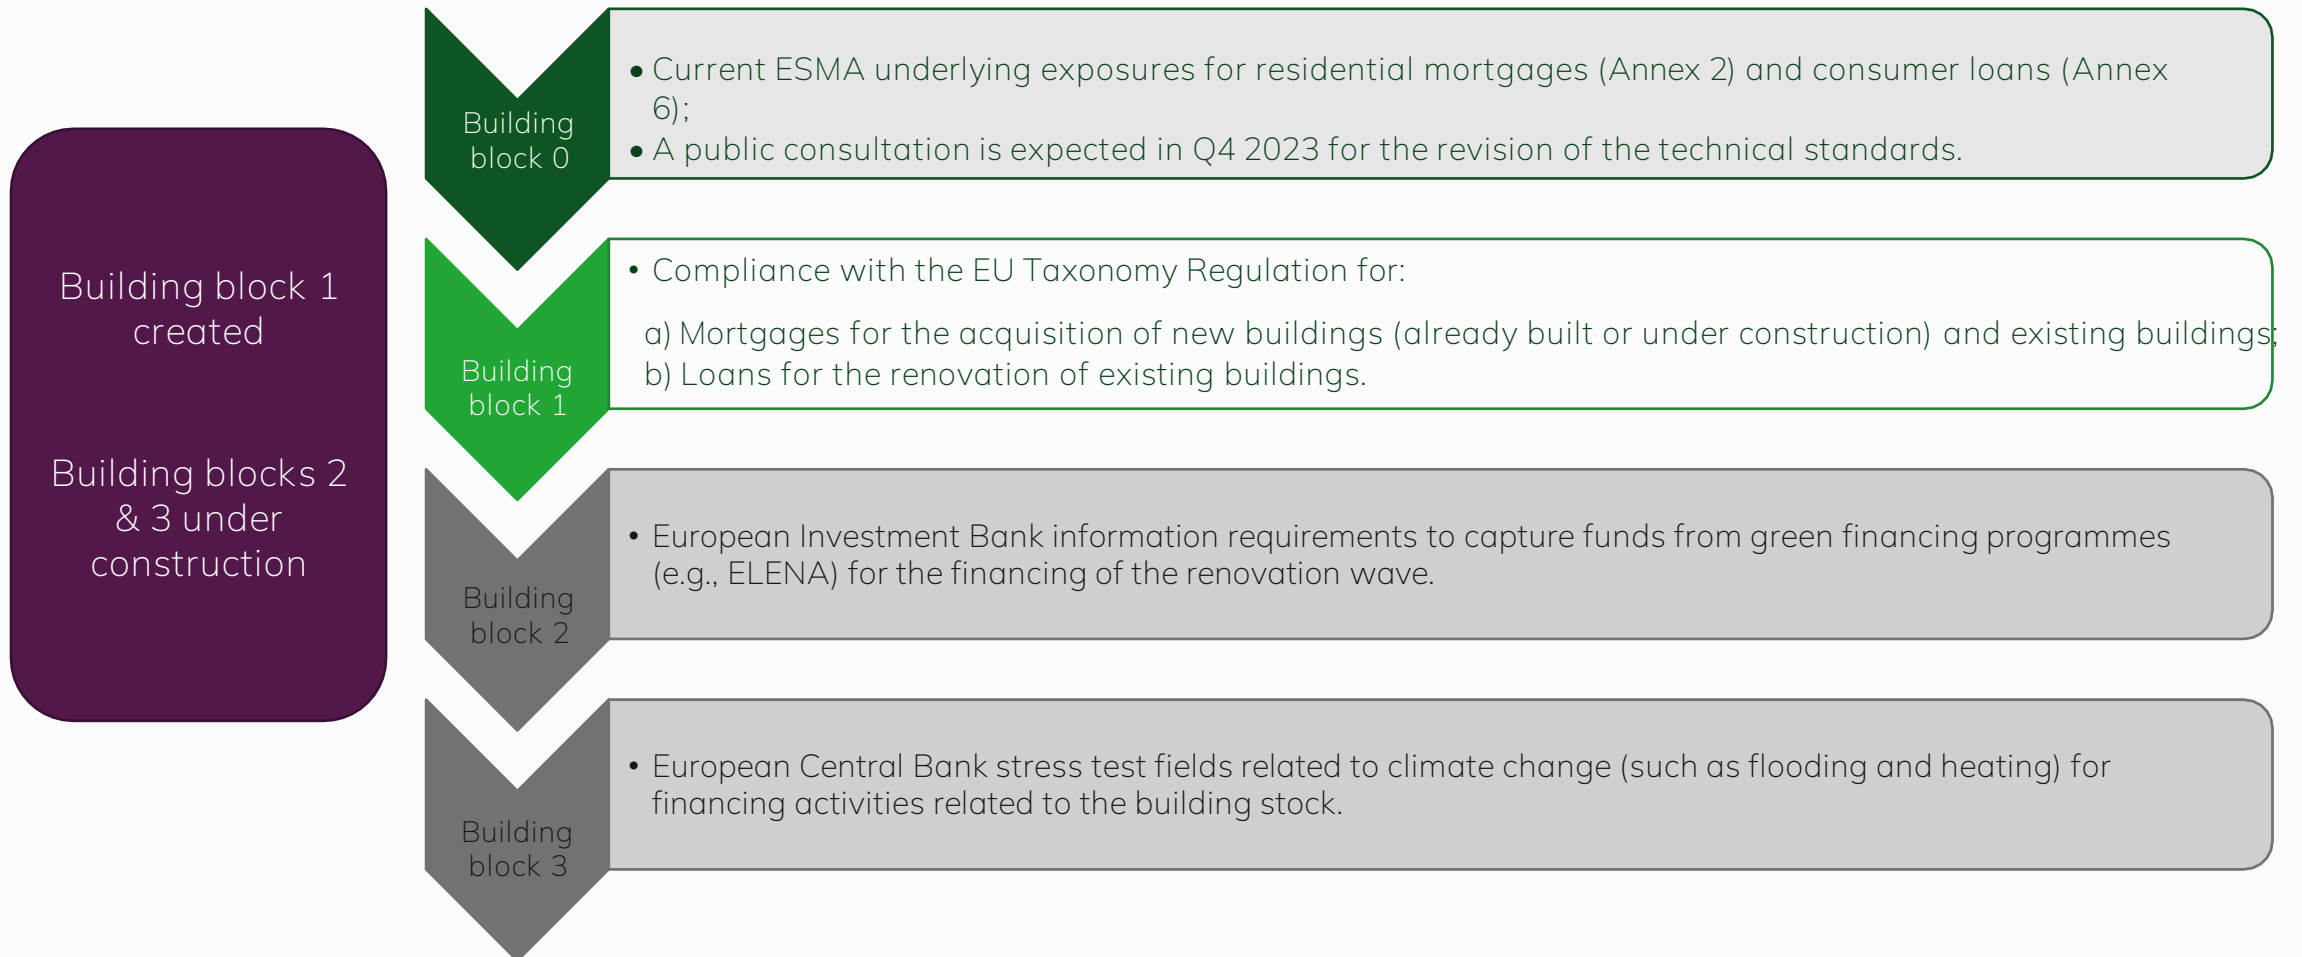 Building block 1
created
Building blocks 2
& 3 under
construction
Building
block 0
• Current ESMA underlying exposures for residential mortgages (Annex 2) and consumer loans (Annex
6);
• A public consultation is expected in Q4 2023 for the revision of the technical standards.
Building
block 1
• Compliance with the EU Taxonomy Regulation for:
a) Mortgages for the acquisition of new buildings (already built or under construction) and existing buildings;
b) Loans for the renovation of existing buildings.
Building
block 2
• European Investment Bank information requirements to capture funds from green financing programmes
(e.g., ELENA) for the financing of the renovation wave.
Building
block 3
• European Central Bank stress test fields related to climate change (such as flooding and heating) for
financing activities related to the building stock.